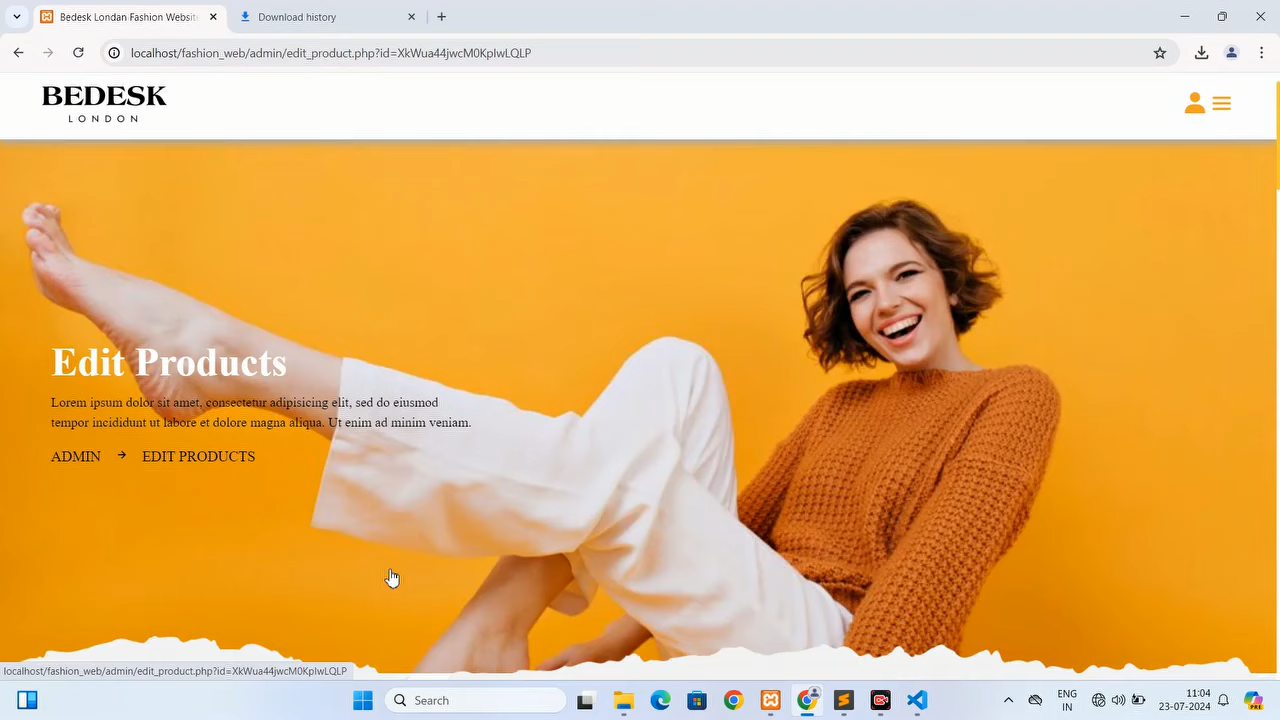 Bedesk Londan Fashion Websit
Download history
localhost/fashion_web/admin/edit_product.php?id=XkWua44jwcM0KpIwLQLP
BEDESK
LONDON
Edit Products
Lorem ipsum dolor sit amet, consectetur adipisicing elit, sed do eiusmod
tempor incididunt ut labore et dolore magna aliqua. Ut enim ad minim veniam.
ADMIN → EDIT PRODUCTS
localhost/fashion_web/admin/edit_product.php?id=XkWua44jwcM0KpIwLQLP
Search
ENG
IN
11:04
23-07-2024
PRE